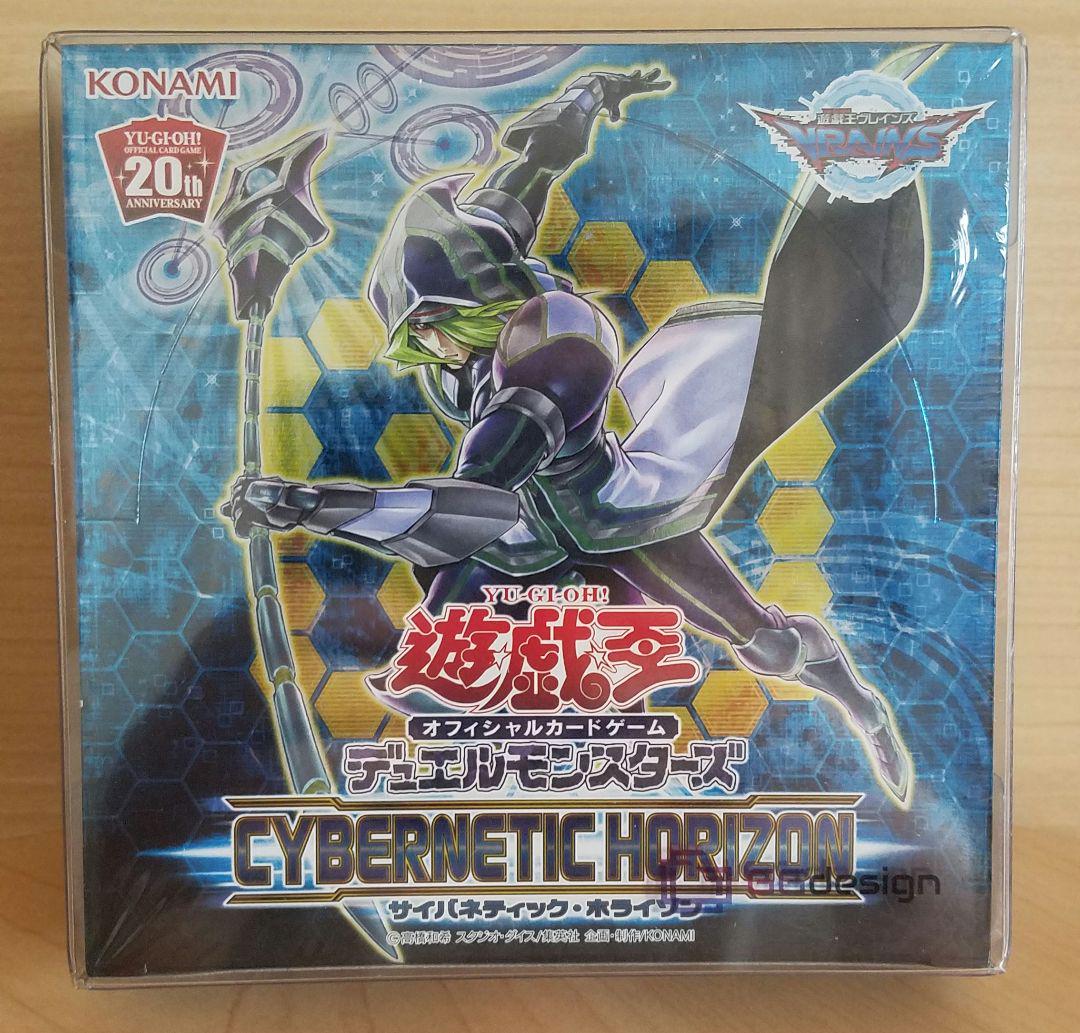 KONAMI
YU-GI-OH!
OFFICIAL CARD GAME
20th
ANNIVERSARY
遊戯王ヴレインズ
VRAINS
YU-GI-OH!
遊☆戯☆王
オフィシャルカードゲーム
デュエルモンスターズ
CYBERNETIC HORIZON
design
サイバネティック・ホライゾン
©高橋和希 スタジオ・ダイス/集英社 企画・制作/KONAMI